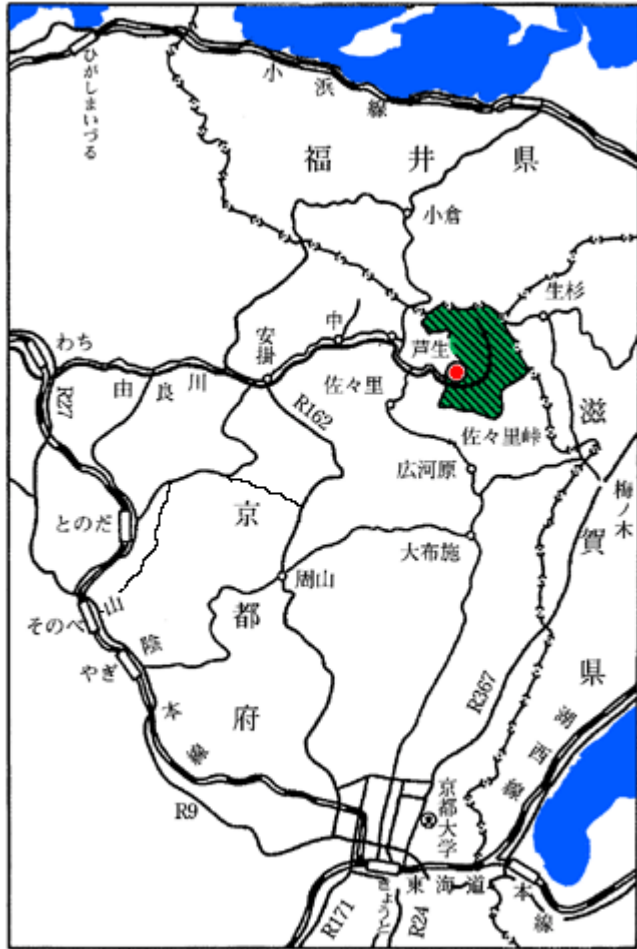 ひがしまいづる
小浜線
福井県
小倉
生杉
わち
安掛
中
芦生
由良川
R27
佐々里
R162
佐々里峠
滋賀県
広河原
梅ノ木
京都府
とのだ
大布施
周山
そのべ
山陰本線
やぎ
R367
湖西線
R9
京都大学
東海道本線
きょうと
R171
R24